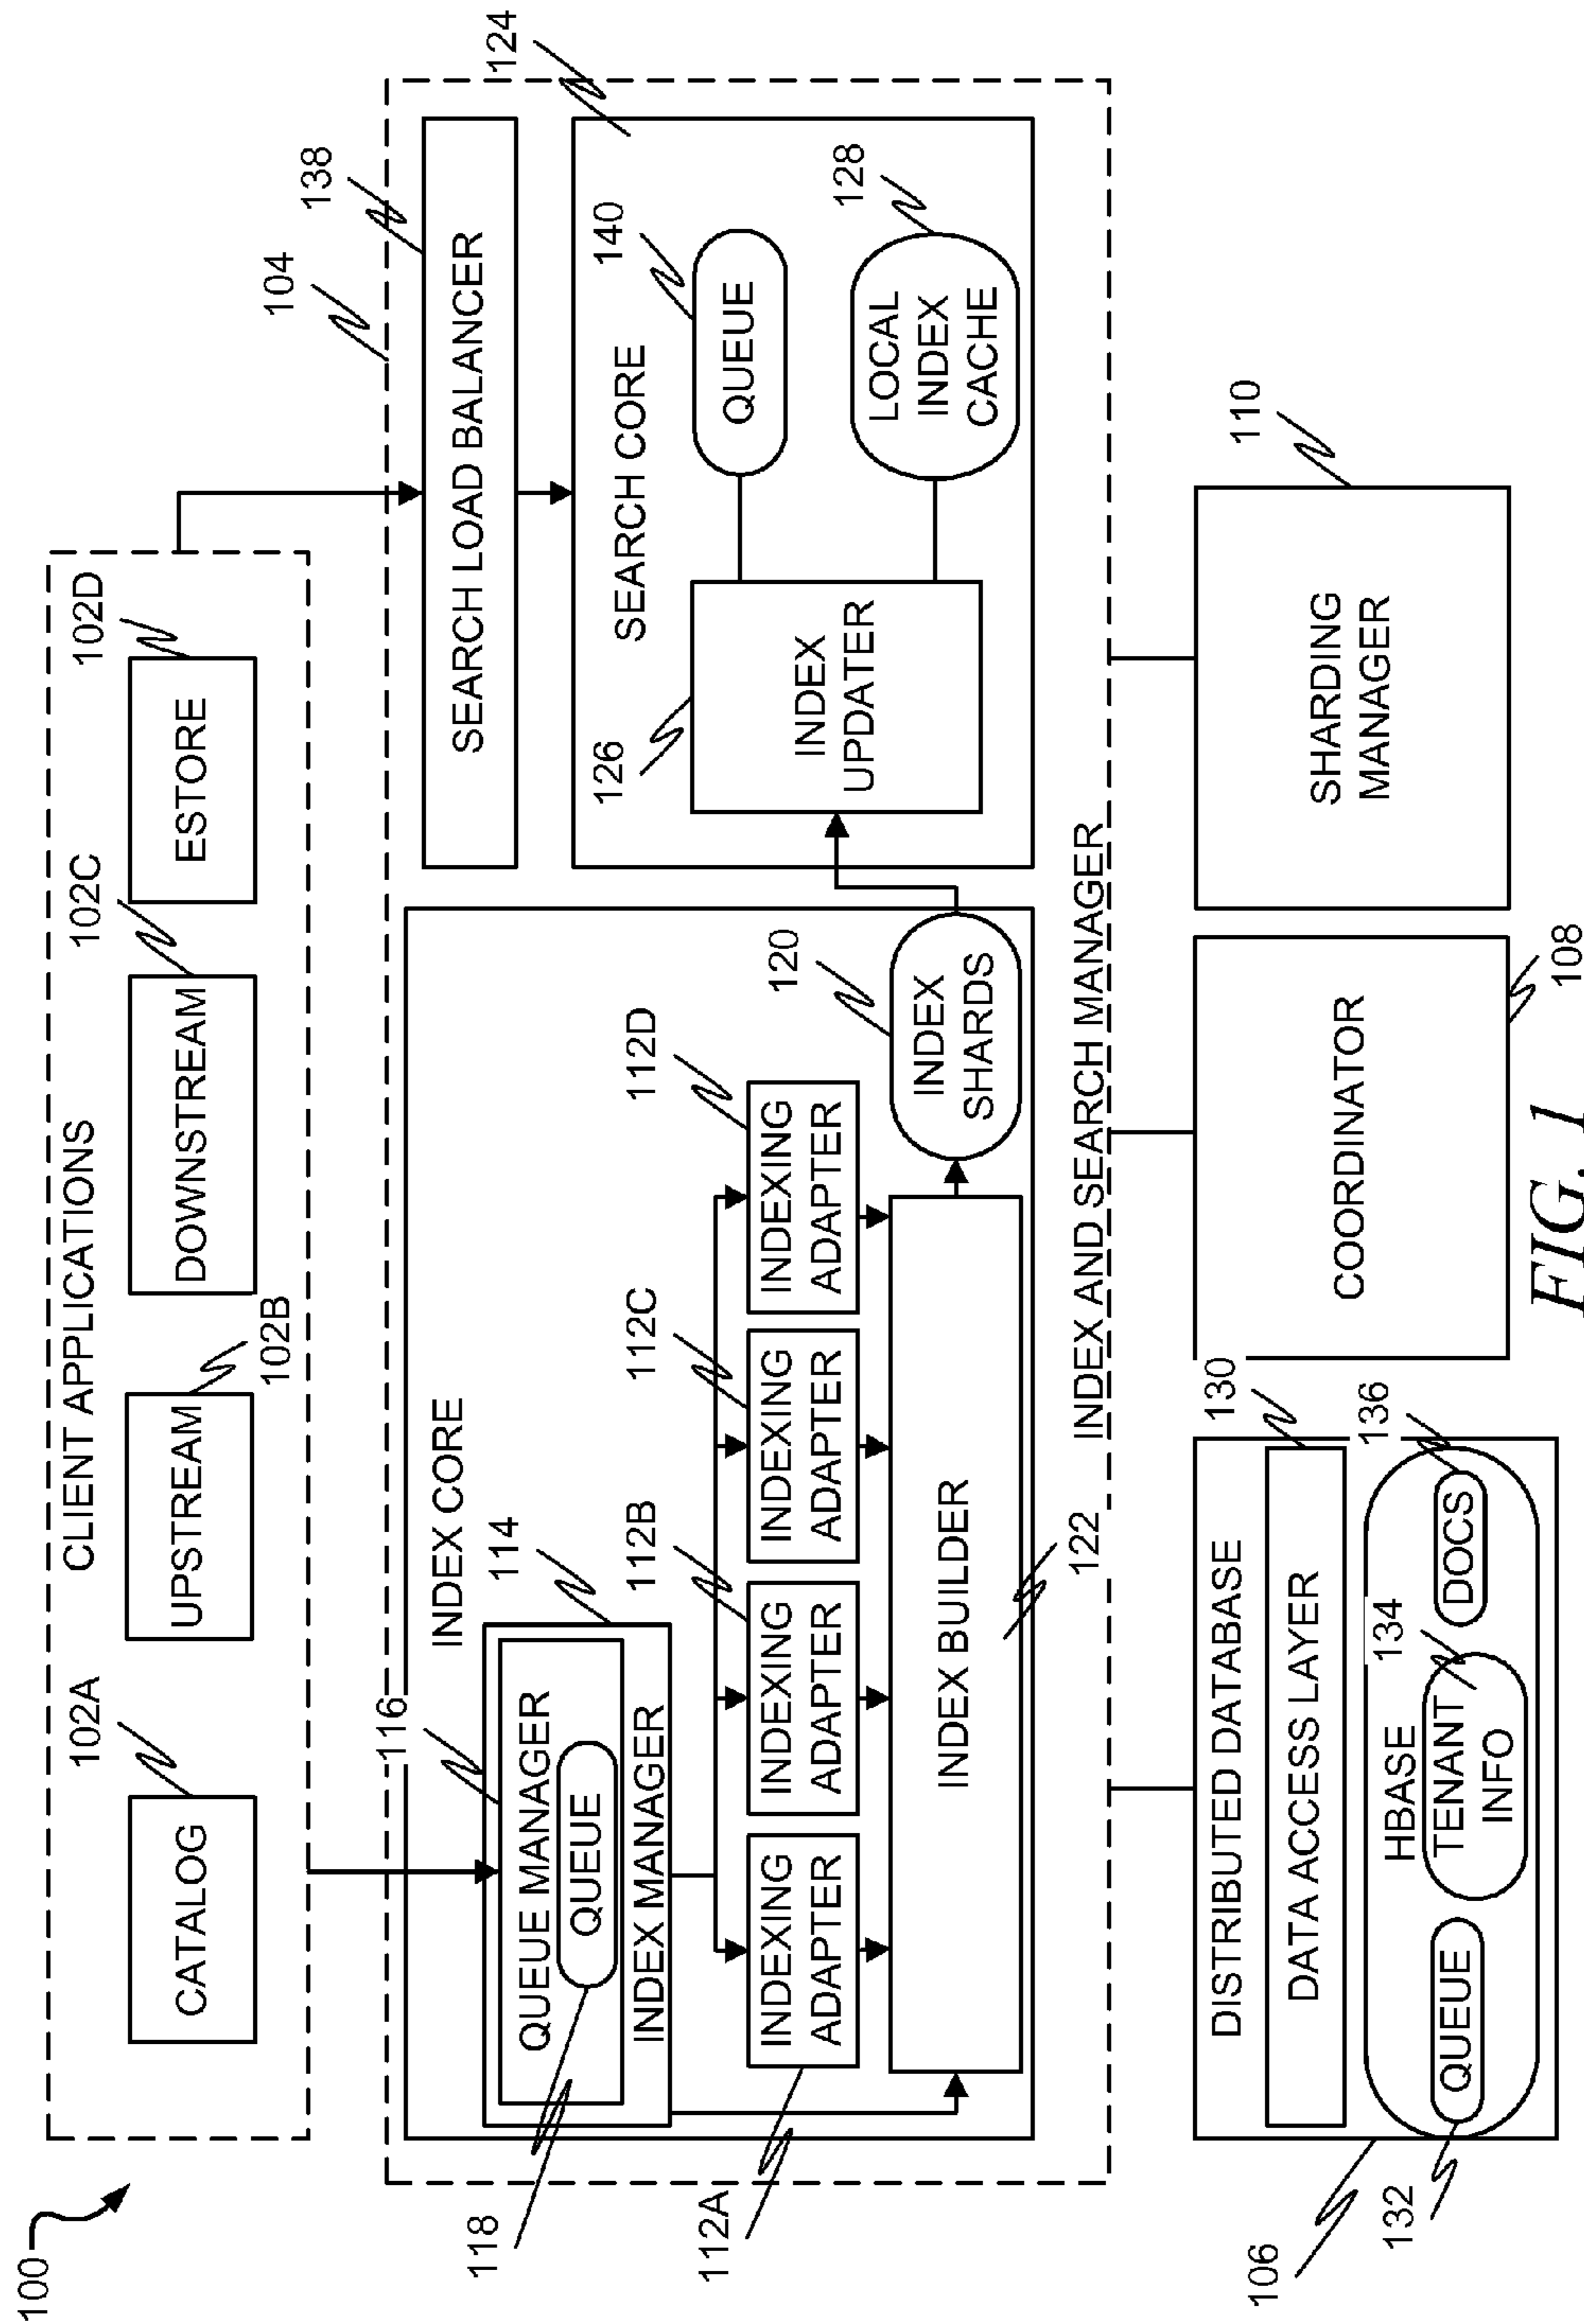 100
CLIENT APPLICATIONS
102A
CATALOG
UPSTREAM
102B
102C
DOWNSTREAM
102D
ESTORE
104
138
SEARCH LOAD BALANCER
124
INDEX CORE
116
114
QUEUE MANAGER
QUEUE
INDEX MANAGER
118
112A
INDEXING
ADAPTER
112B
INDEXING
ADAPTER
112C
INDEXING
ADAPTER
112D
INDEXING
ADAPTER
INDEX BUILDER
122
120
INDEX
SHARDS
SEARCH CORE
126
INDEX
UPDATER
140
QUEUE
128
LOCAL
INDEX
CACHE
INDEX AND SEARCH MANAGER
106
DISTRIBUTED DATABASE
130
DATA ACCESS LAYER
HBASE
132
QUEUE
134
TENANT
INFO
136
DOCS
COORDINATOR
108
SHARDING
MANAGER
110
FIG. 1